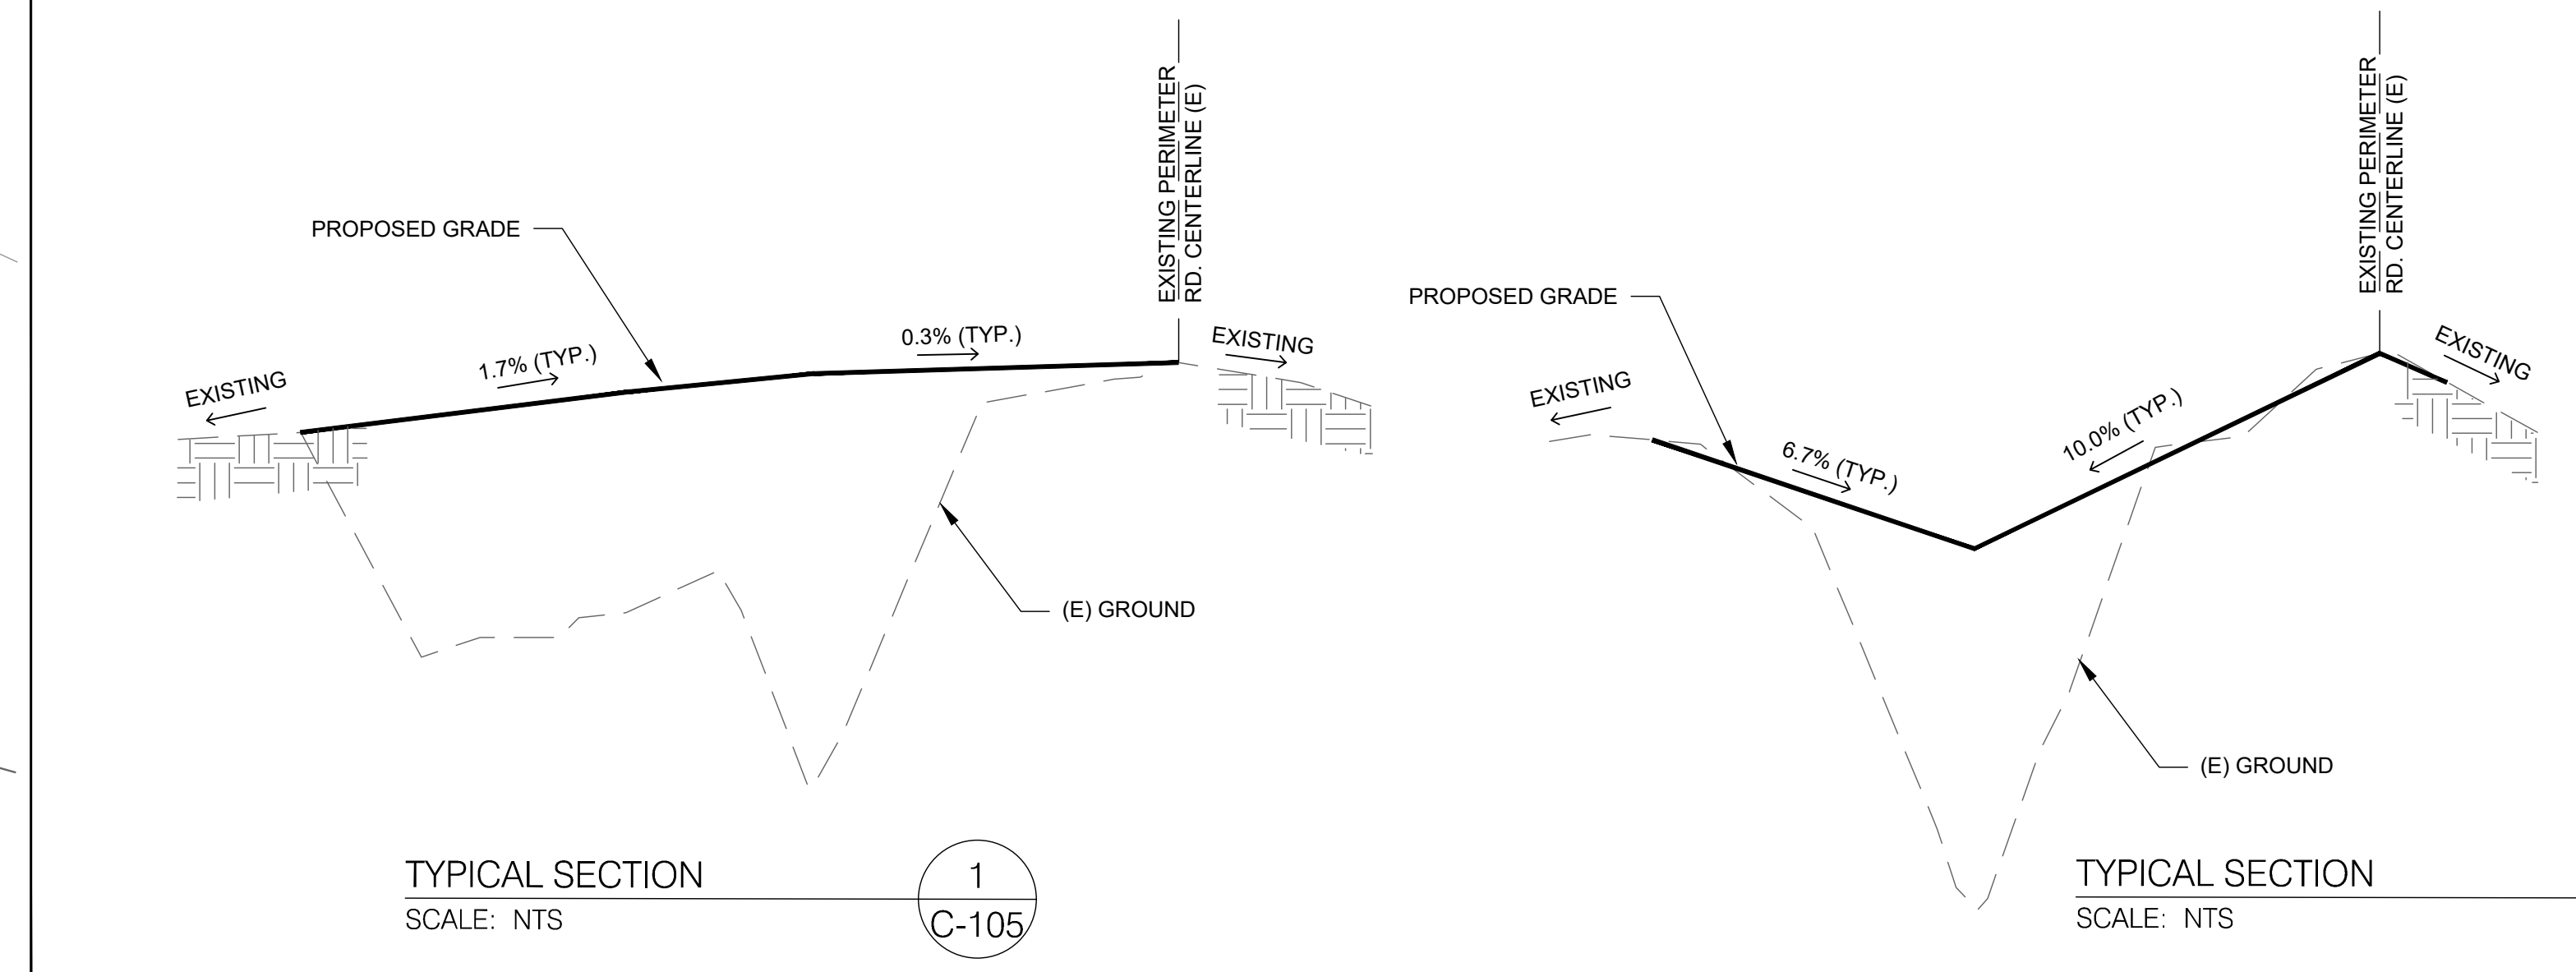 EXISTING PERIMETER
RD. CENTERLINE (E)
PROPOSED GRADE
EXISTING
1.7% (TYP.)
0.3% (TYP.)
EXISTING
(E) GROUND
TYPICAL SECTION
SCALE: NTS
1
C-105
EXISTING PERIMETER
RD. CENTERLINE (E)
PROPOSED GRADE
EXISTING
6.7% (TYP.)
10.0% (TYP.)
EXISTING
(E) GROUND
TYPICAL SECTION
SCALE: NTS